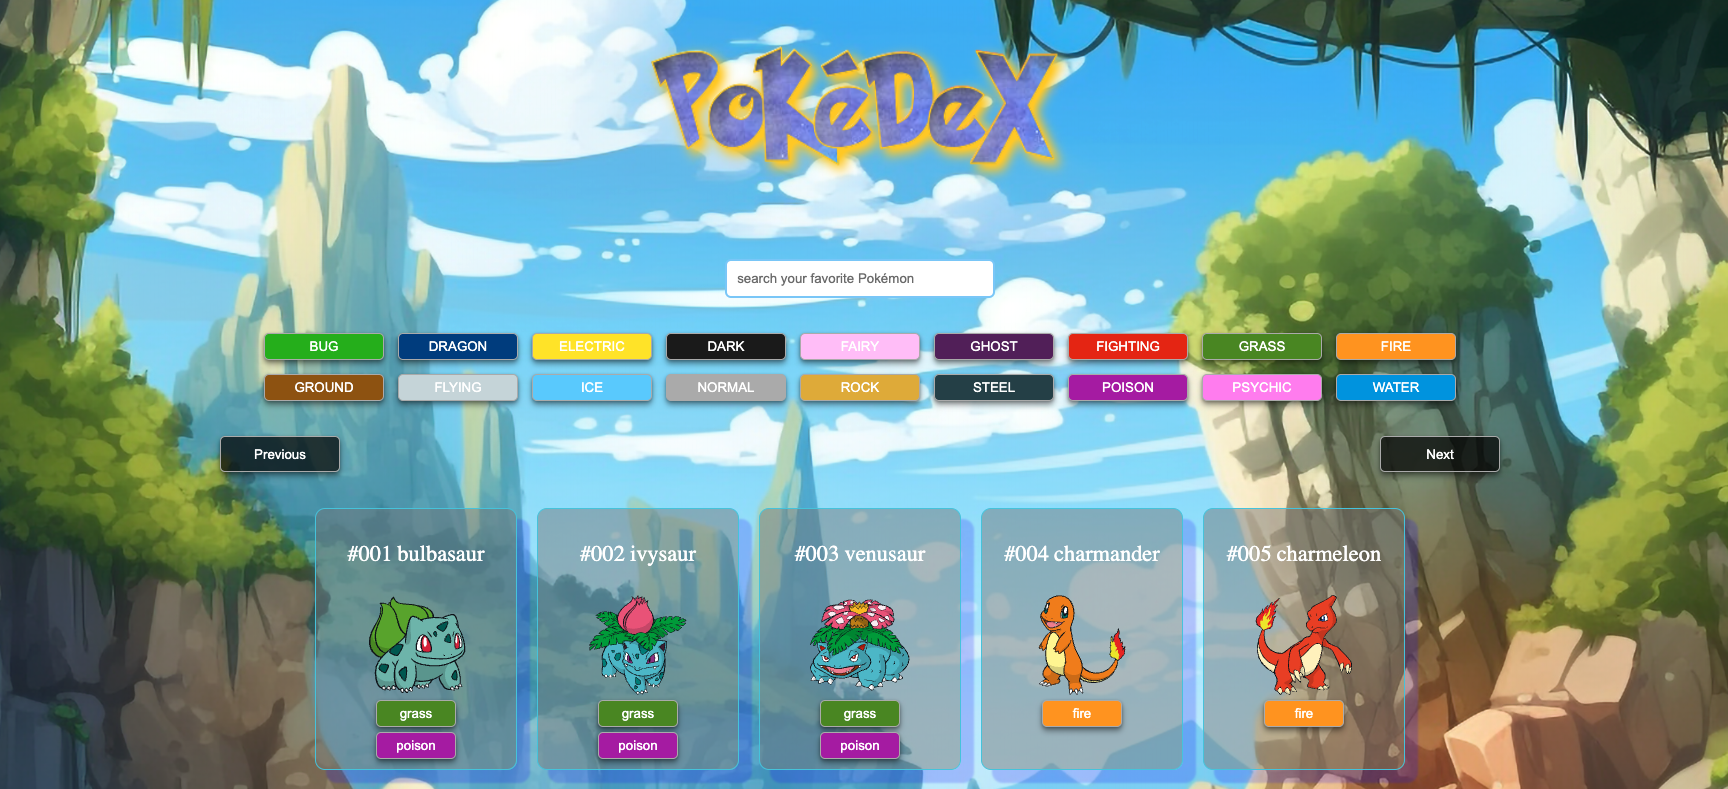 PoKéDeX
search your favorite Pokémon
BUG DRAGON ELECTRIC DARK FAIRY GHOST FIGHTING GRASS FIRE
GROUND FLYING ICE NORMAL ROCK STEEL POISON PSYCHIC WATER
Previous Next
#001 bulbasaur #002 ivysaur #003 venusaur #004 charmander #005 charmeleon
grass grass grass fire fire
poison poison poison